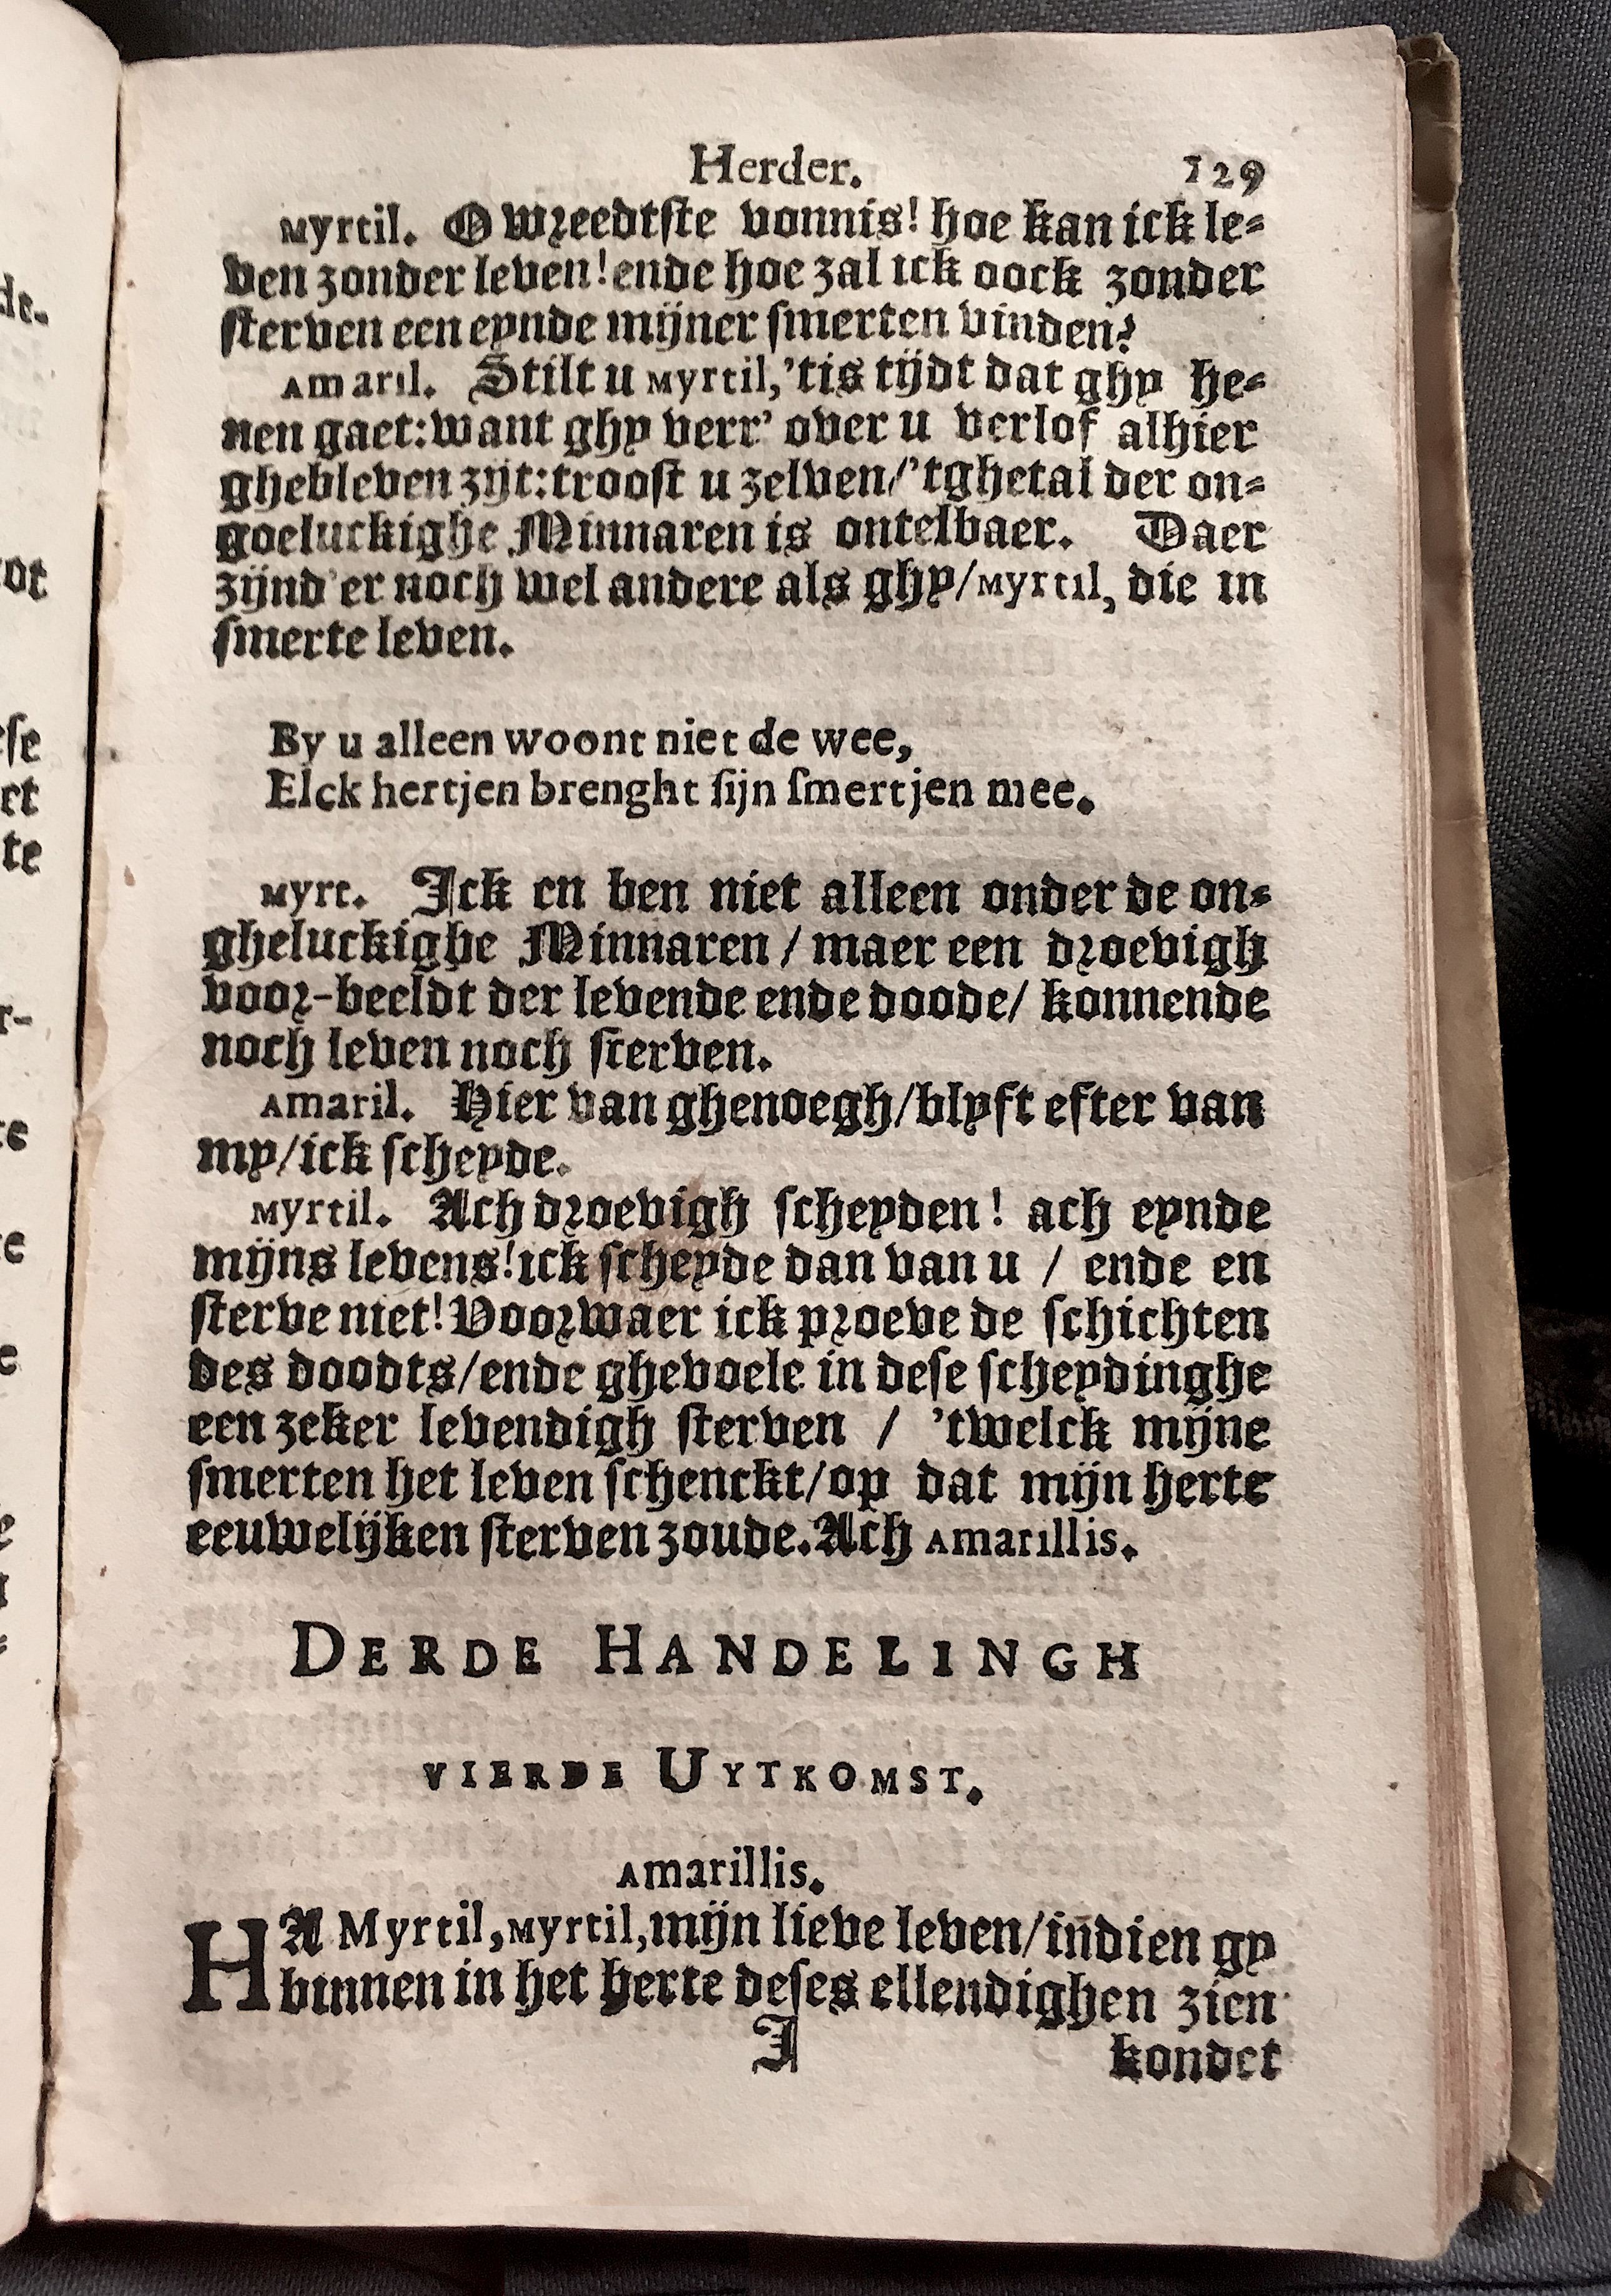 Herder. 129
Myrtil. O wreedtste vonnis! hoe kan ick le-
ven zonder leven! ende hoe zal ick oock zonder
sterven een eynde mijner smerten vinden?
Amaril. Stilt u Myrtil, 'tis tijdt dat ghy he-
nen gaet: want ghy verr' over u verlof alhier
ghebleven zijt: troost u zelven/ 'tghetal der on-
goeluckighe Minnaren is ontelbaer. Daer
zijnd'er noch wel andere als ghy/ Myrtil, die in
smerte leven.
By u alleen woont niet de wee,
Elck hertjen brenght sijn smertjen mee.
Myrt. Ick en ben niet alleen onder de on-
gheluckighe Minnaren / maer een droevigh
voor-beeldt der levende ende doode/ konnende
noch leven noch sterven.
Amaril. Hier van ghenoegh/ blyft efter van
my/ ick scheyde.
Myrtil. Ach droevigh scheyden! ach eynde
mijns levens! ick scheyde dan van u / ende en
sterve niet! Voorwaer ick proeve de schichten
des doodts/ ende ghevoele in dese scheydinghe
een zeker levendigh sterven / 'twelck mijne
smerten het leven schenckt/ op dat mijn herte
eeuwelijken sterven zoude. Ach Amarillis.
DERDE HANDELINGH
VIERDE UYTKOMST.
Amarillis.
HA Myrtil, Myrtil, mijn lieve leven/ indien gy
binnen in het herte deses ellendighen zien
I kondet